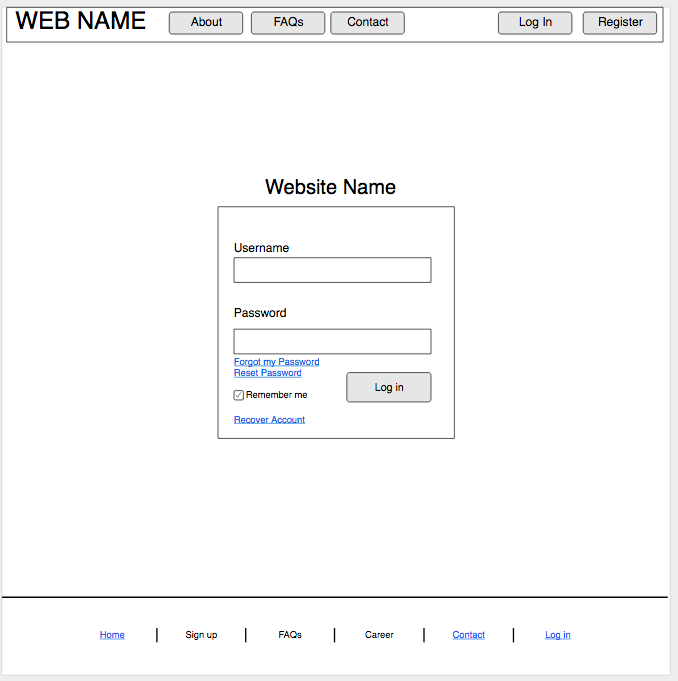 WEB NAME About FAQs Contact Log In Register
Website Name
Username
Password
Forgot my Password
Reset Password
Remember me
Log in
Recover Account
Home Sign up FAQs Career Contact Log in